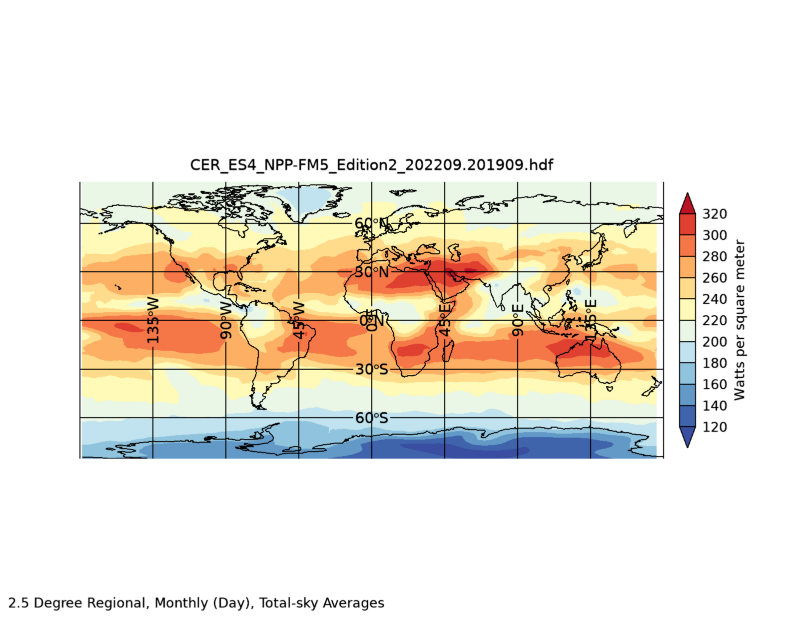 CER_ES4_NPP-FM5_Edition2_202209.201909.hdf
60°N
30°N
0°N
30°S
60°S
135°W
90°W
45°W
0°E
45°E
90°E
135°E
320
300
280
260
240
220
200
180
160
140
120
Watts per square meter
2.5 Degree Regional, Monthly (Day), Total-sky Averages